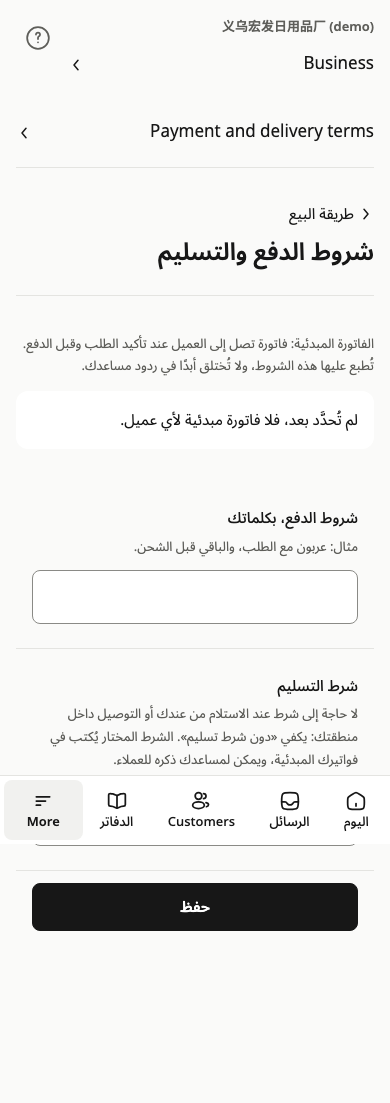 义乌宏发日用品厂 (demo)
Business
Payment and delivery terms
طريقة البيع
شروط الدفع والتسليم
الفاتورة المبدئية: فاتورة تصل إلى العميل عند تأكيد الطلب وقبل الدفع.
تُطبع عليها هذه الشروط، ولا تُختلق أبدًا في ردود مساعدك.
لم تُحدَّد بعد، فلا فاتورة مبدئية لأي عميل.
شروط الدفع، بكلماتك
مثال: عربون مع الطلب، والباقي قبل الشحن.
شرط التسليم
لا حاجة إلى شرط عند الاستلام من عندك أو التوصيل داخل
منطقتك: يكفي «دون شرط تسليم». الشرط المختار يُكتب في
فواتيرك المبدئية، ويمكن لمساعدك ذكره للعملاء.
اليوم
الرسائل
Customers
الدفاتر
More
حفظ